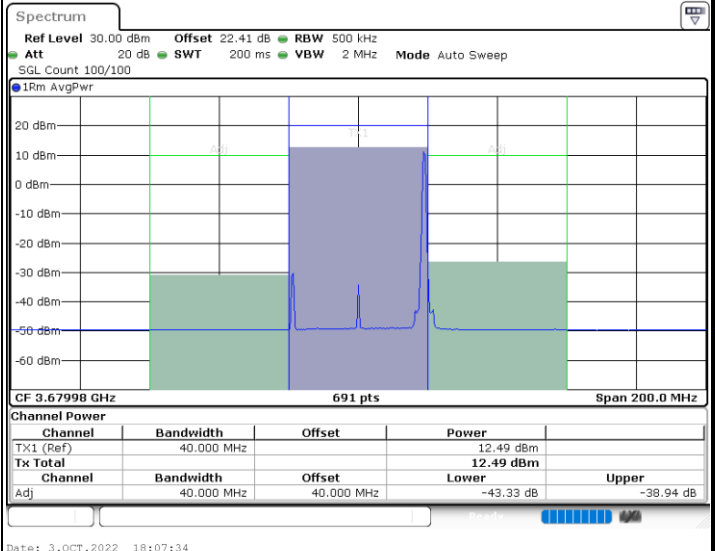 Spectrum
Ref Level 30.00 dBm Offset 22.41 dB RBW 500 kHz
Att 20 dB SWT 200 ms VBW 2 MHz Mode Auto Sweep
SGL Count 100/100
1Rm AvgPwr
20 dBm
TX1
Adj Adj
10 dBm
0 dBm
-10 dBm
-20 dBm
-30 dBm
-40 dBm
-50 dBm
-60 dBm
CF 3.67998 GHz 691 pts Span 200.0 MHz
Channel Power
Channel Bandwidth Offset Power
TX1 (Ref) 40.000 MHz 12.49 dBm
Tx Total 12.49 dBm
Channel Bandwidth Offset Lower Upper
Adj 40.000 MHz 40.000 MHz -43.33 dB -38.94 dB
Ready
Date: 3.OCT.2022 18:07:34